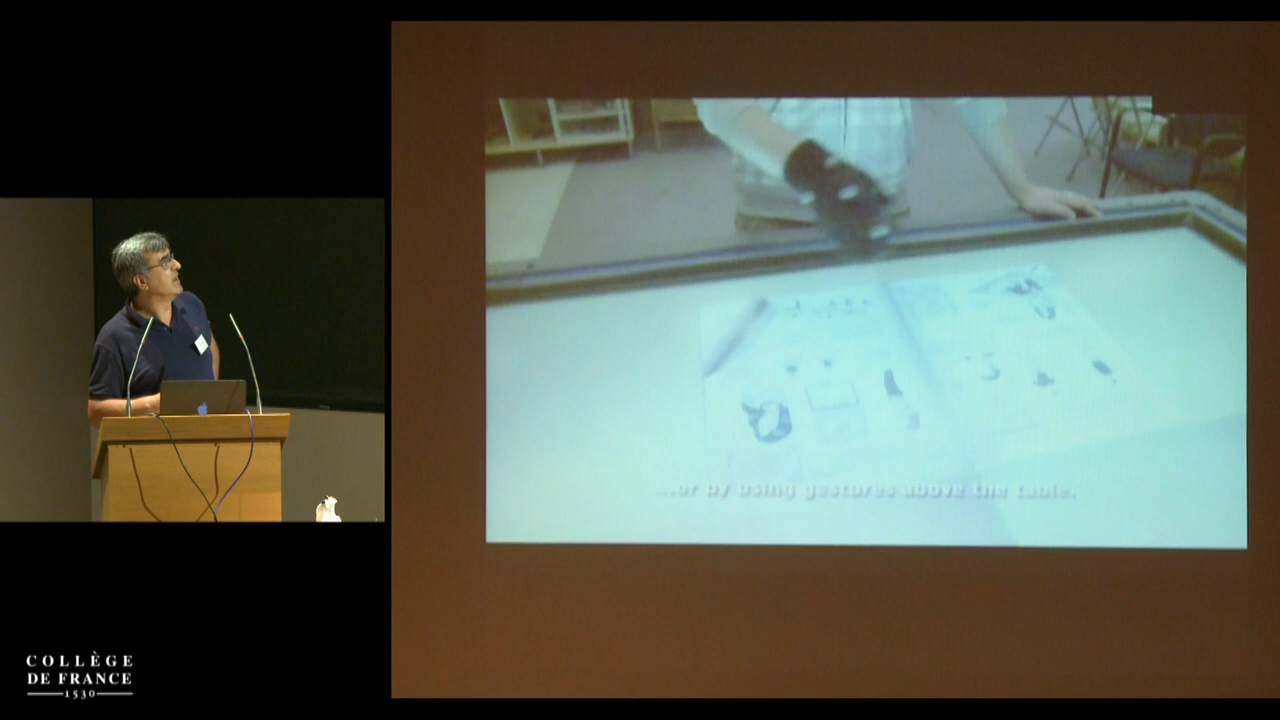 ...or by using gestures above the table.
COLLÈGE
DE FRANCE
1530